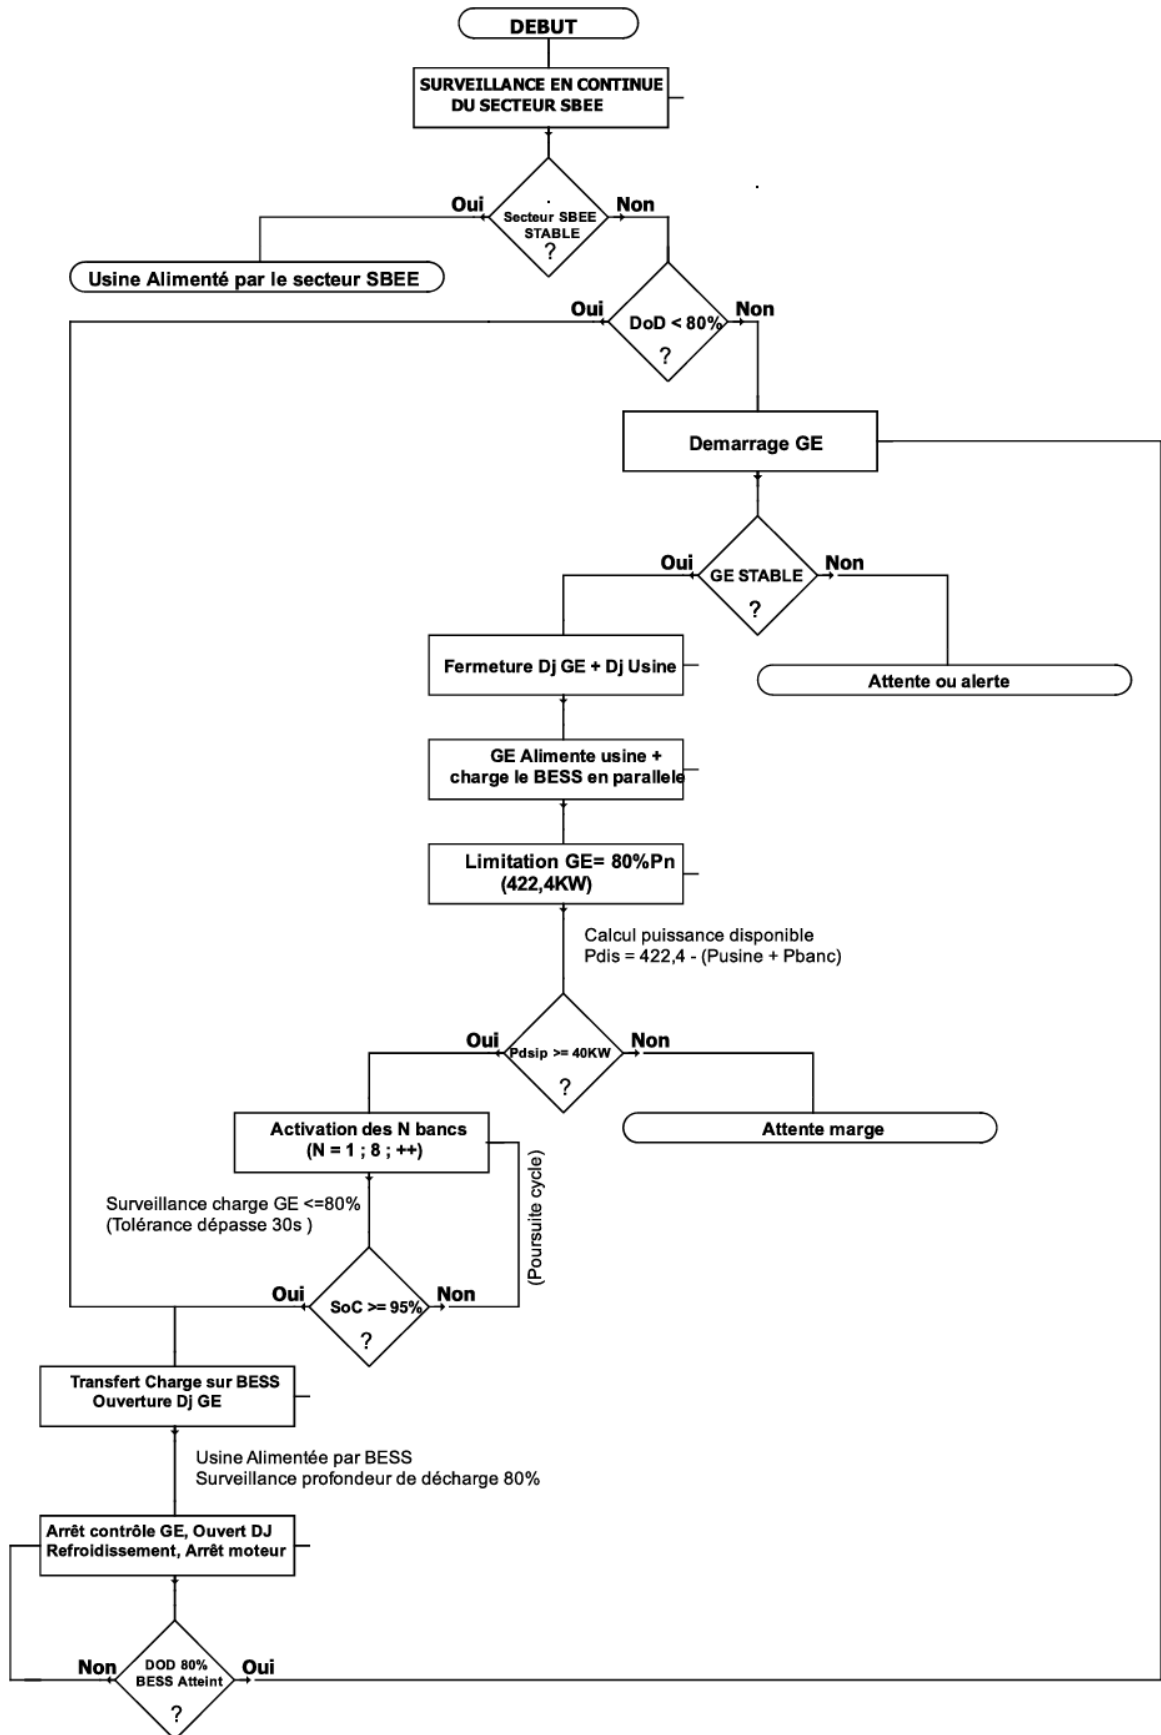 DEBUT
SURVEILLANCE EN CONTINUE
DU SECTEUR SBEE
Oui
Non
Secteur SBEE
STABLE
?
Usine Alimenté par le secteur SBEE
Oui
Non
DoD < 80%
?
Demarrage GE
Oui
Non
GE STABLE
?
Fermeture Dj GE + Dj Usine
Attente ou alerte
GE Alimente usine +
charge le BESS en parallele
Limitation GE= 80%Pn
(422,4KW)
Calcul puissance disponible
Pdis = 422,4 - (Pusine + Pbanc)
Oui
Non
Pdsip >= 40KW
?
Activation des N bancs
(N = 1 ; 8 ; ++)
Attente marge
(Poursuite cycle)
Surveillance charge GE <=80%
(Tolérance dépasse 30s )
Oui
Non
SoC >= 95%
?
Transfert Charge sur BESS
Ouverture Dj GE
Usine Alimentée par BESS
Surveillance profondeur de décharge 80%
Arrêt contrôle GE, Ouvert DJ
Refroidissement, Arrêt moteur
Non
Oui
DOD 80%
BESS Atteint
?